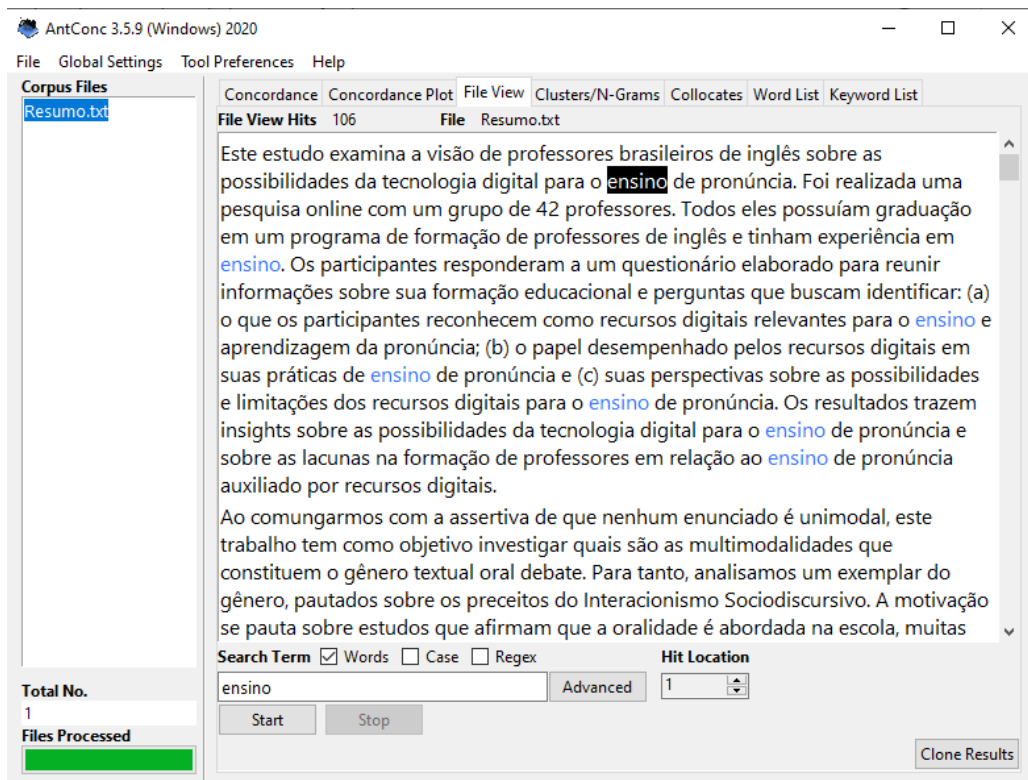 AntConc 3.5.9 (Windows) 2020
File Global Settings Tool Preferences Help
Corpus Files
Resumo.txt
Total No.
1
Files Processed
Concordance Concordance Plot File View Clusters/N-Grams Collocates Word List Keyword List
File View Hits 106 File Resumo.txt
Este estudo examina a visão de professores brasileiros de inglês sobre as
possibilidades da tecnologia digital para o ensino de pronúncia. Foi realizada uma
pesquisa online com um grupo de 42 professores. Todos eles possuíam graduação
em um programa de formação de professores de inglês e tinham experiência em
ensino. Os participantes responderam a um questionário elaborado para reunir
informações sobre sua formação educacional e perguntas que buscam identificar: (a)
o que os participantes reconhecem como recursos digitais relevantes para o ensino e
aprendizagem da pronúncia; (b) o papel desempenhado pelos recursos digitais em
suas práticas de ensino de pronúncia e (c) suas perspectivas sobre as possibilidades
e limitações dos recursos digitais para o ensino de pronúncia. Os resultados trazem
insights sobre as possibilidades da tecnologia digital para o ensino de pronúncia e
sobre as lacunas na formação de professores em relação ao ensino de pronúncia
auxiliado por recursos digitais.
Ao comungarmos com a assertiva de que nenhum enunciado é unimodal, este
trabalho tem como objetivo investigar quais são as multimodalidades que
constituem o gênero textual oral debate. Para tanto, analisamos um exemplar do
gênero, pautados sobre os preceitos do Interacionismo Sociodiscursivo. A motivação
se pauta sobre estudos que afirmam que a oralidade é abordada na escola, muitas
Search Term Words Case Regex Hit Location
ensino Advanced 1
Start Stop
Clone Results